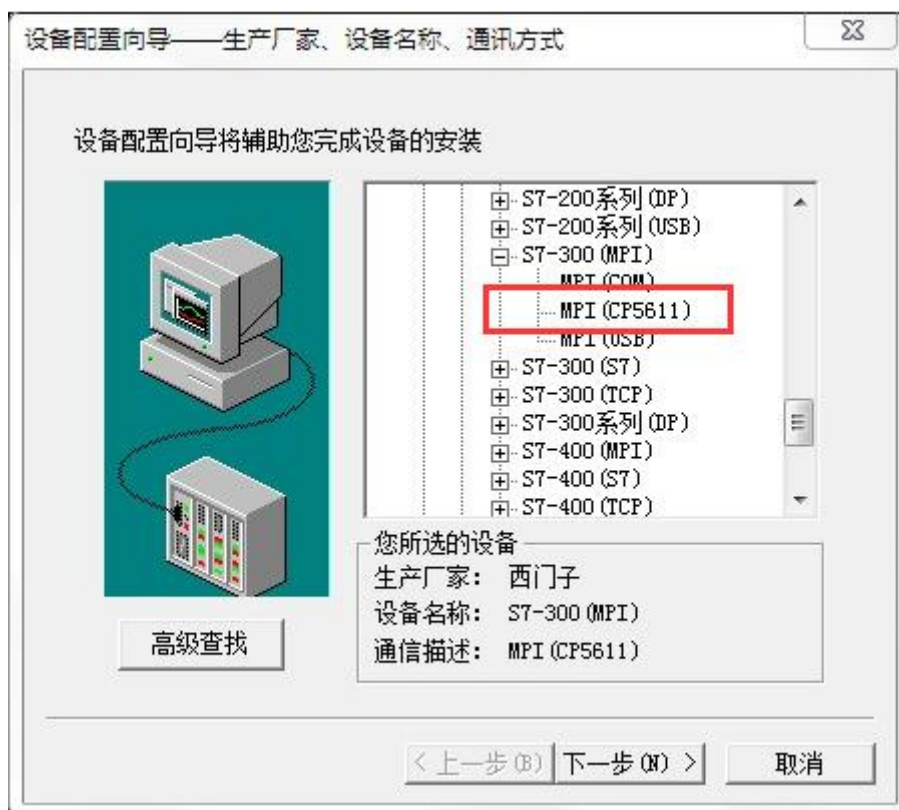 设备配置向导——生产厂家、设备名称、通讯方式
设备配置向导将辅助您完成设备的安装
S7-200系列(DP)
S7-200系列(USB)
S7-300(MPI)
MPI(COM)
MPI(CP5611)
MPI(USB)
S7-300(S7)
S7-300(TCP)
S7-300系列(DP)
S7-400(MPI)
S7-400(S7)
S7-400(TCP)
您所选的设备
生产厂家： 西门子
设备名称： S7-300(MPI)
通信描述： MPI(CP5611)
高级查找
< 上一步(B) 下一步(N) > 取消